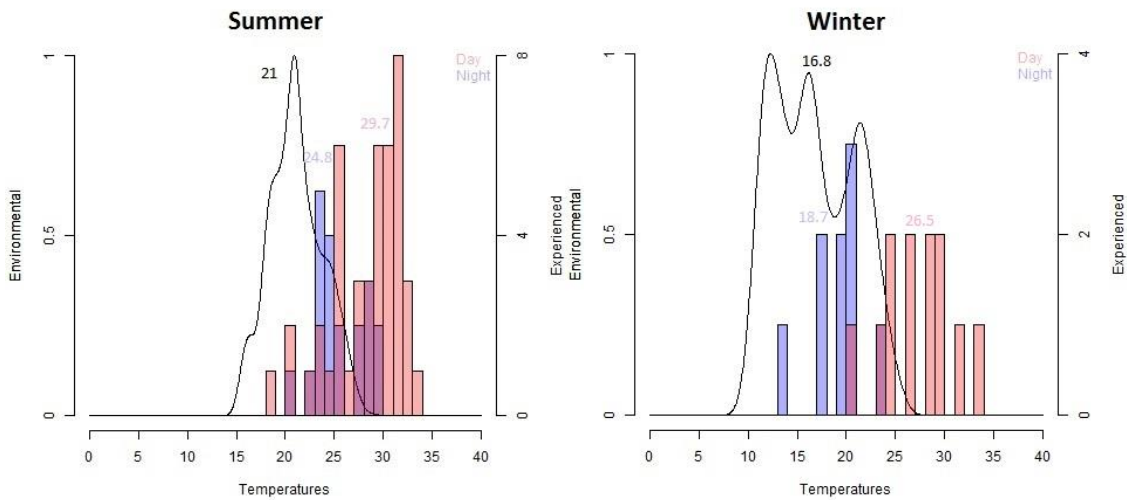 Summer
Day
Night
21
29.7
24.8
Environmental
1
0.5
0
8
4
0
Experienced
0 5 10 15 20 25 30 35 40
Temperatures
Winter
Day
Night
16.8
18.7
26.5
Environmental
1
0.5
0
4
2
0
Experienced
0 5 10 15 20 25 30 35 40
Temperatures